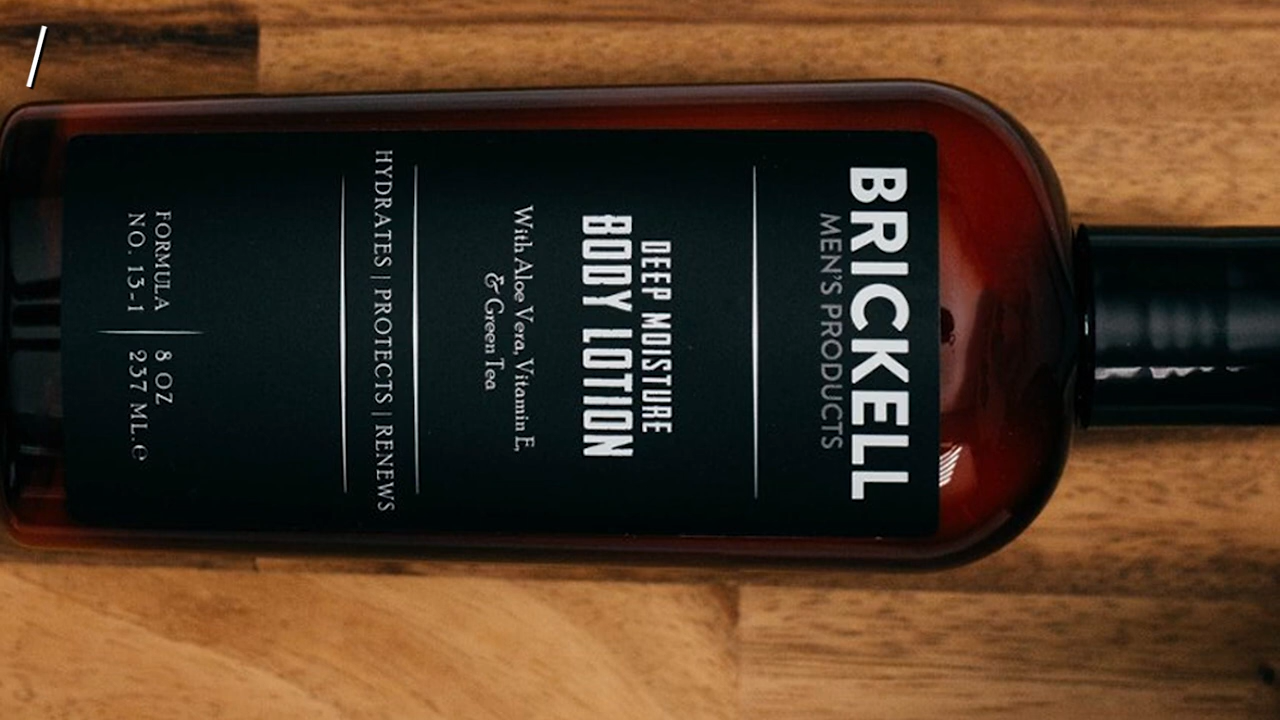 /
BRICKELL
MEN'S PRODUCTS
DEEP MOISTURE
BODY LOTION
With Aloe Vera, Vitamin E,
& Green Tea
HYDRATES | PROTECTS | RENEWS
FORMULA
NO. 13-1
8 OZ
237 ML.℮